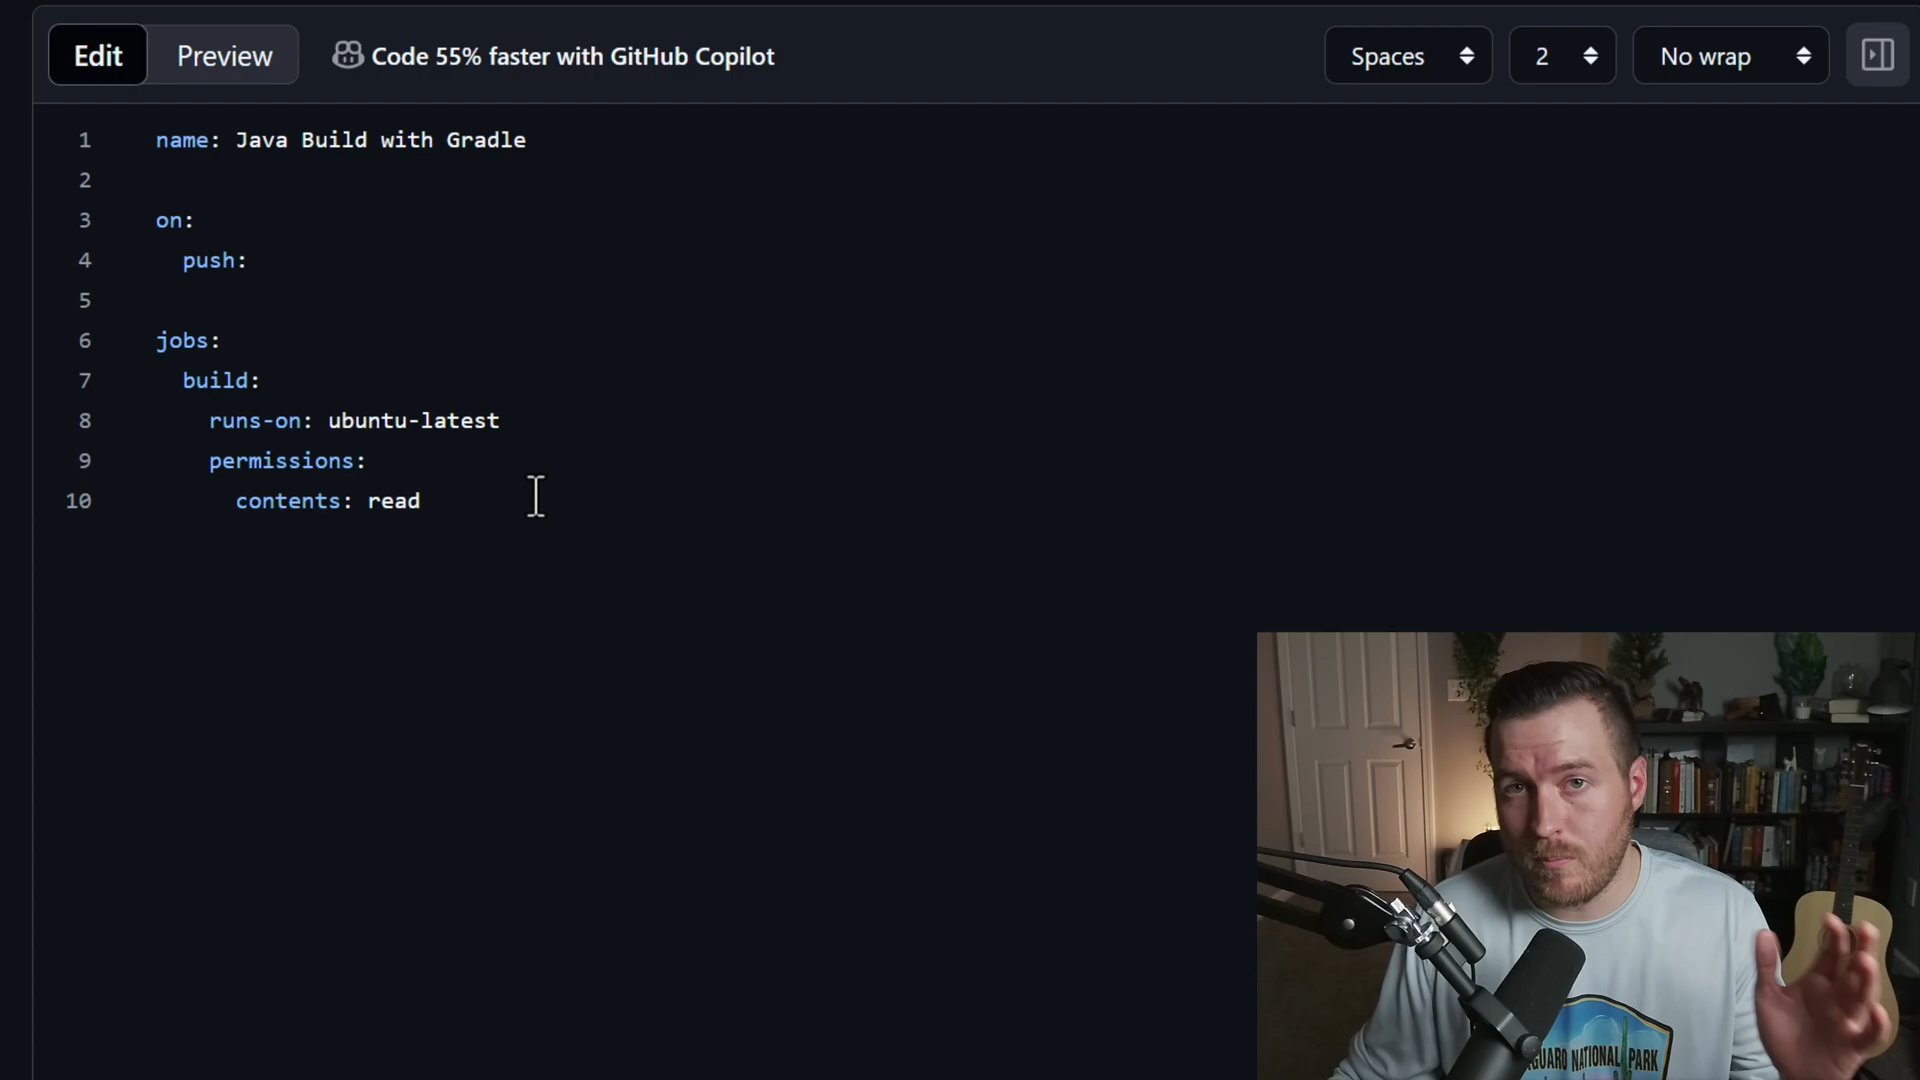 Edit Preview Code 55% faster with GitHub Copilot Spaces 2 No wrap
1 name: Java Build with Gradle
2
3 on:
4 push:
5
6 jobs:
7 build:
8 runs-on: ubuntu-latest
9 permissions:
10 contents: read
NATIONAL PARK